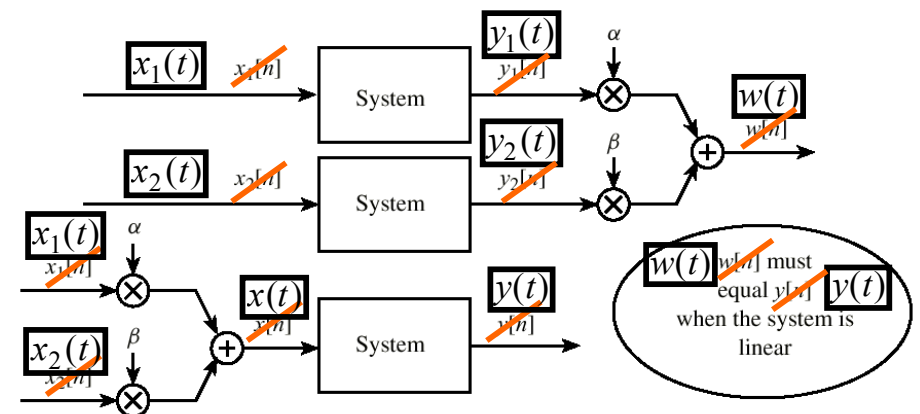 x₁(t) x₁[n] System y₁(t) y₁[n] α
w(t) w[n]
x₂(t) x₂[n] System y₂(t) y₂[n] β
+
x₁(t) x₁[n] α
x(t) x[n] System y(t) y[n]
x₂(t) x₂[n] β
+
w(t) w[n] must
equal y[n] y(t)
when the system is
linear